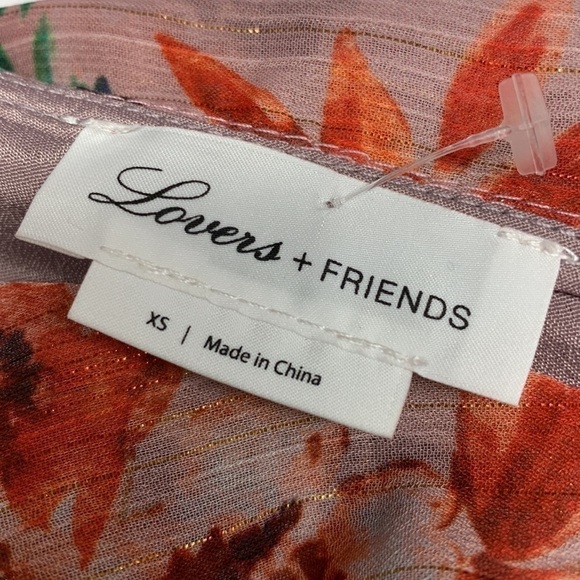 Lovers + FRIENDS
XS | Made in China